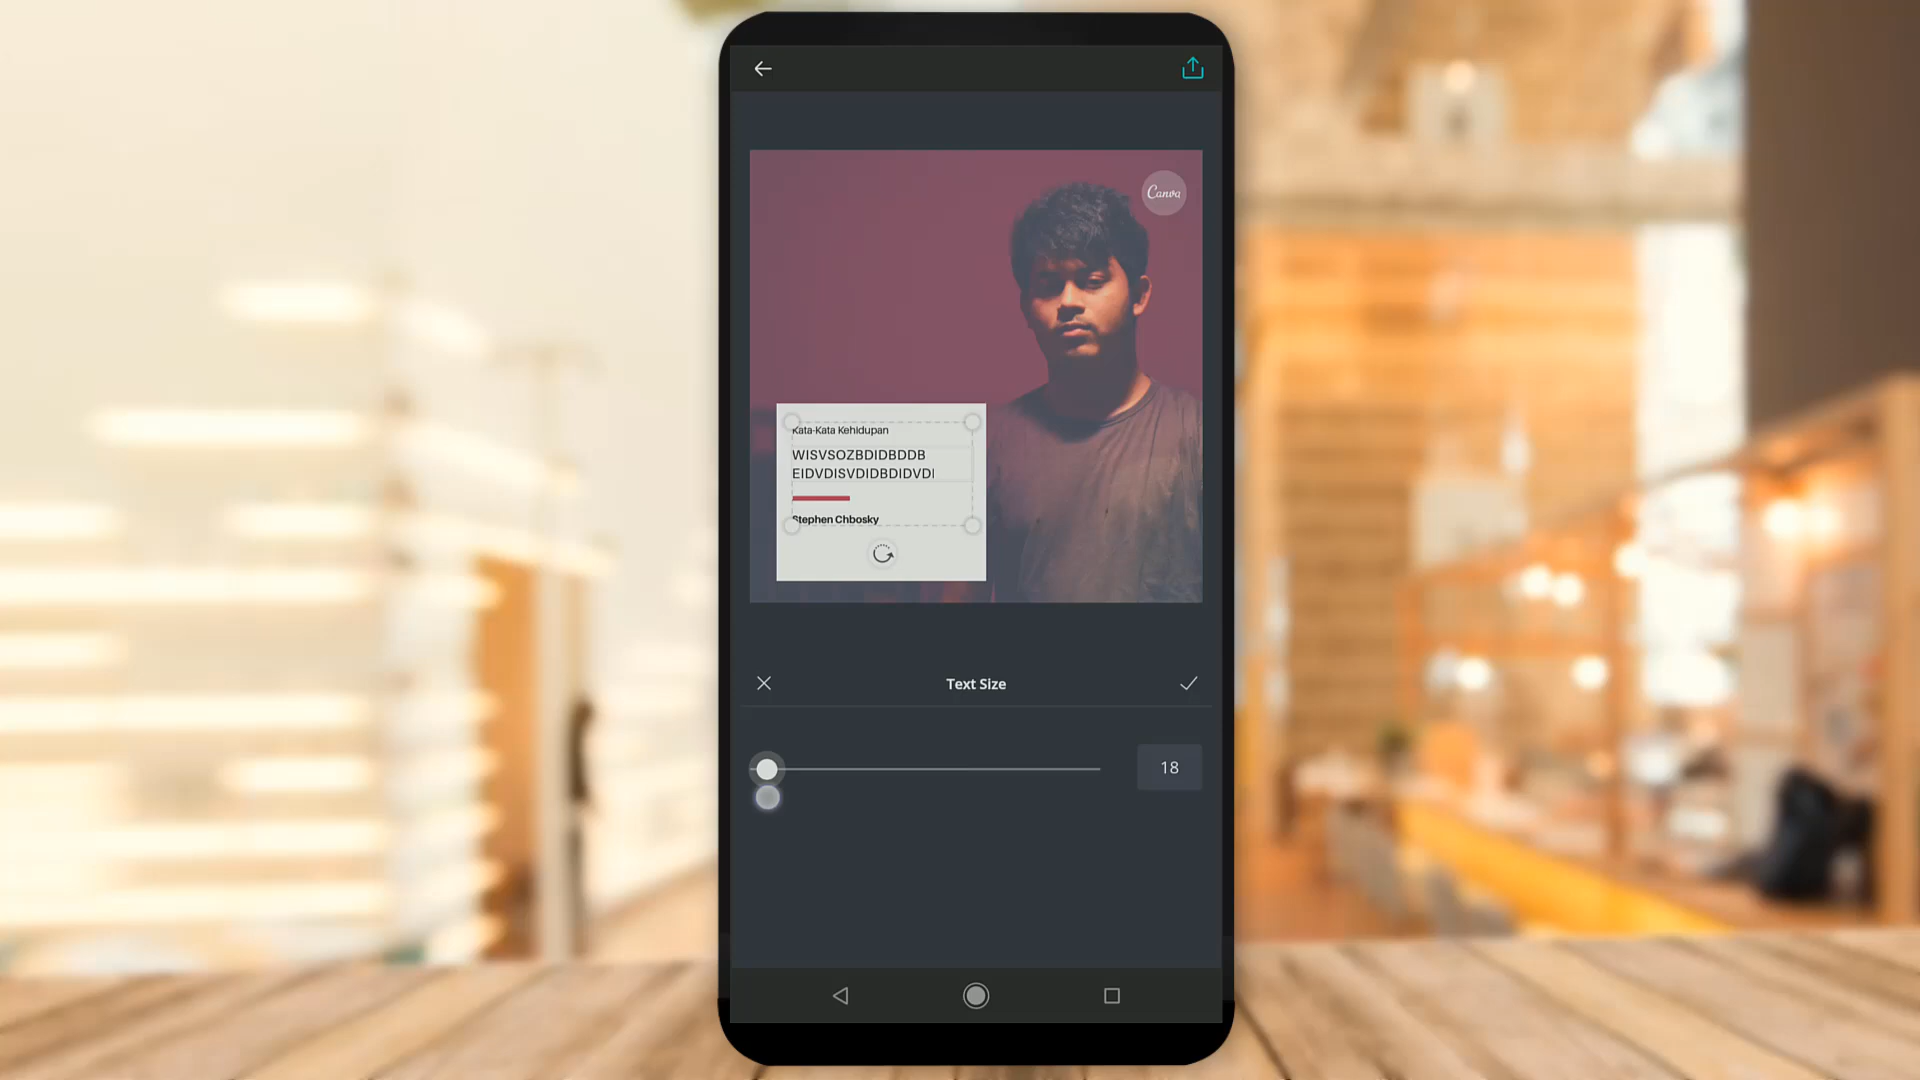 Canva
Kata-Kata Kehidupan
WISVSOZBDIDBDDB
EIDVDISVDIDBDIDVDI
Stephen Chbosky
Text Size
18